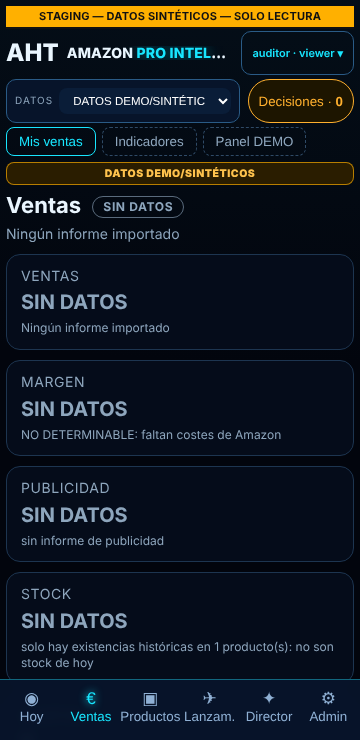 STAGING — DATOS SINTÉTICOS — SOLO LECTURA
AHT AMAZON PRO INTEL... auditor · viewer ▾
DATOS DATOS DEMO/SINTÉTIC Decisiones · 0
Mis ventas Indicadores Panel DEMO
DATOS DEMO/SINTÉTICOS
Ventas SIN DATOS
Ningún informe importado
VENTAS
SIN DATOS
Ningún informe importado
MARGEN
SIN DATOS
NO DETERMINABLE: faltan costes de Amazon
PUBLICIDAD
SIN DATOS
sin informe de publicidad
STOCK
SIN DATOS
solo hay existencias históricas en 1 producto(s): no son
stock de hoy
Hoy Ventas Productos Lanzam. Director Admin